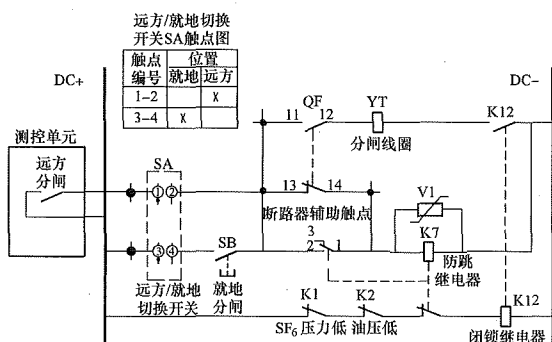 远方/就地切换
开关SA触点图
触点
编号
位置
就地 远方
1-2 X
3-4 X
DC+
DC-
测控单元
远方
分闸
SA
① ②
③ ④
远方/就地
切换开关
SB
就地
分闸
QF
11 12
YT
分闸线圈
K12
13 14
断路器辅助触点
V1
3
2 1
K7
防跳
继电器
K1
K2
SF₆压力低 油压低
K12
闭锁继电器